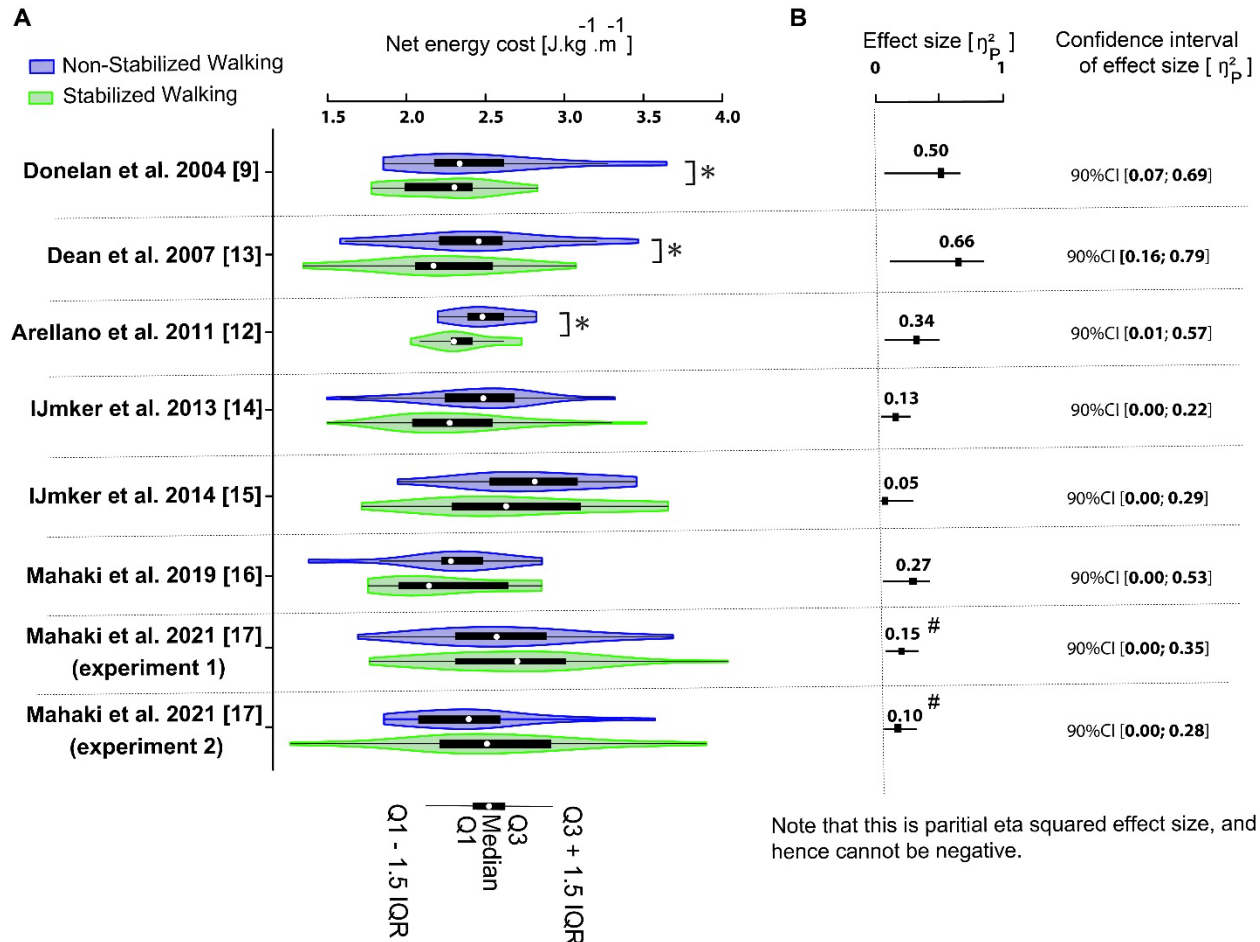 A
Net energy cost [J.kg⁻¹.m⁻¹]
Non-Stabilized Walking
Stabilized Walking
1.5 2.0 2.5 3.0 3.5 4.0
B
Effect size [ η²P ]
0 1
Confidence interval
of effect size [ η²P ]
Donelan et al. 2004 [9]
*
0.50
90%CI [0.07; 0.69]
Dean et al. 2007 [13]
*
0.66
90%CI [0.16; 0.79]
Arellano et al. 2011 [12]
*
0.34
90%CI [0.01; 0.57]
IJmker et al. 2013 [14]
0.13
90%CI [0.00; 0.22]
IJmker et al. 2014 [15]
0.05
90%CI [0.00; 0.29]
Mahaki et al. 2019 [16]
0.27
90%CI [0.00; 0.53]
Mahaki et al. 2021 [17]
(experiment 1)
0.15 #
90%CI [0.00; 0.35]
Mahaki et al. 2021 [17]
(experiment 2)
0.10 #
90%CI [0.00; 0.28]
Q1 - 1.5 IQR
Q1
Median
Q3
Q3 + 1.5 IQR
Note that this is paritial eta squared effect size, and
hence cannot be negative.